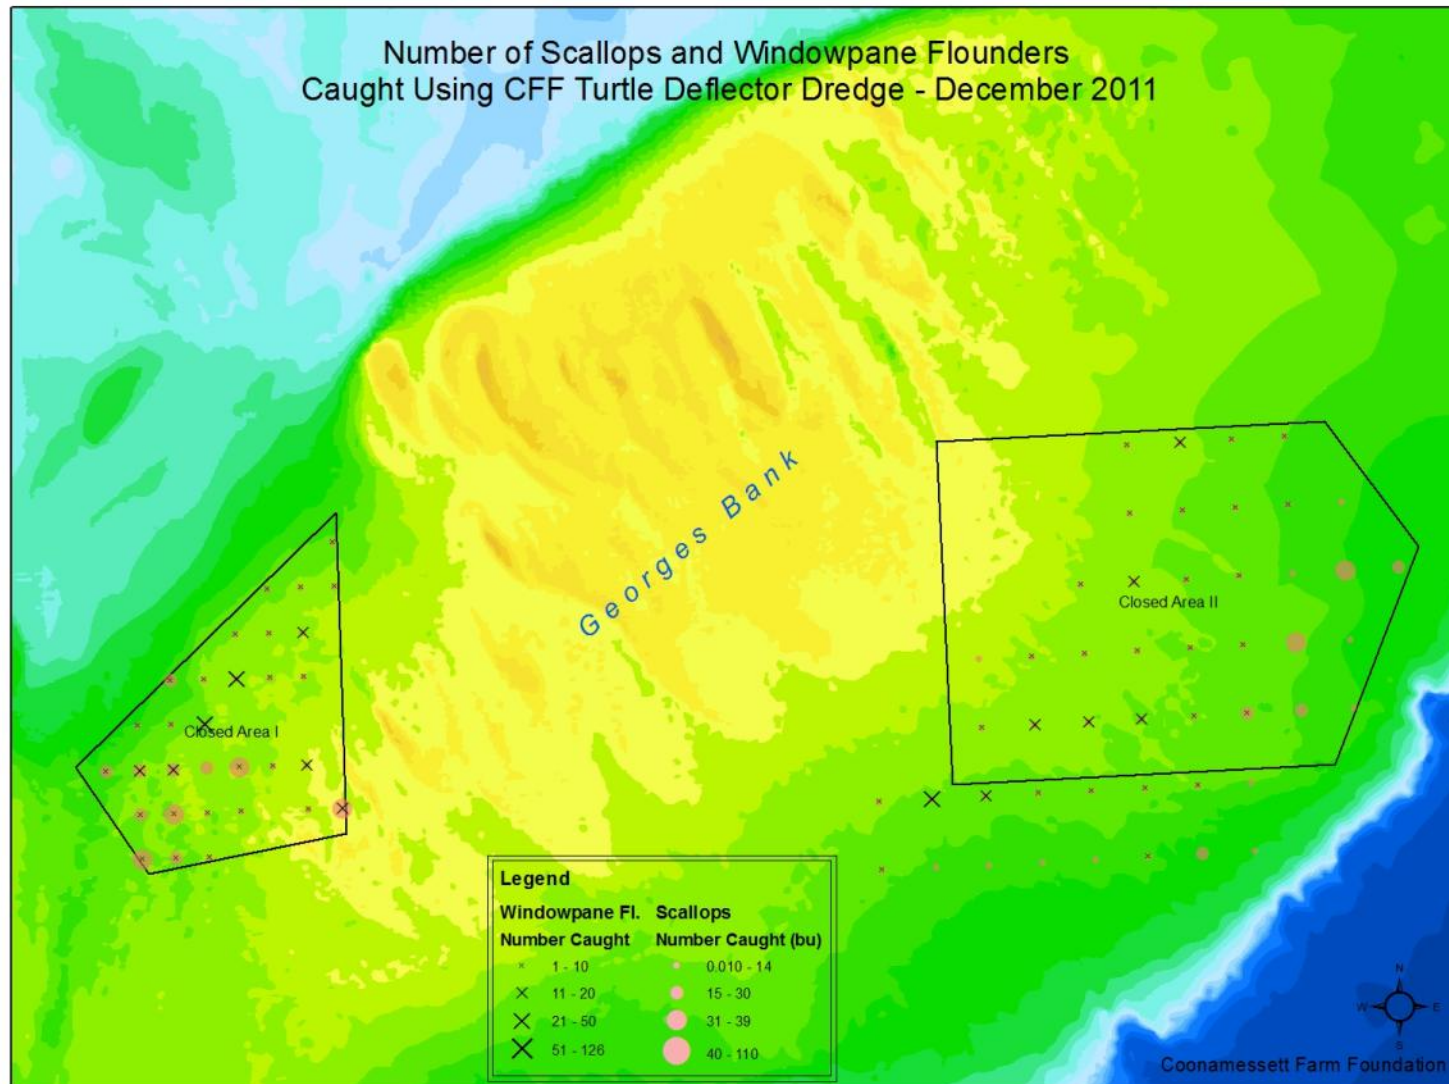 Number of Scallops and Windowpane Flounders
Caught Using CFF Turtle Deflector Dredge - December 2011
Georges Bank
Closed Area II
Closed Area I
Legend
Windowpane Fl. Scallops
Number Caught Number Caught (bu)
1 - 10 0.010 - 14
11 - 20 15 - 30
21 - 50 31 - 39
51 - 126 40 - 110
N
W E
S
Coonamessett Farm Foundation